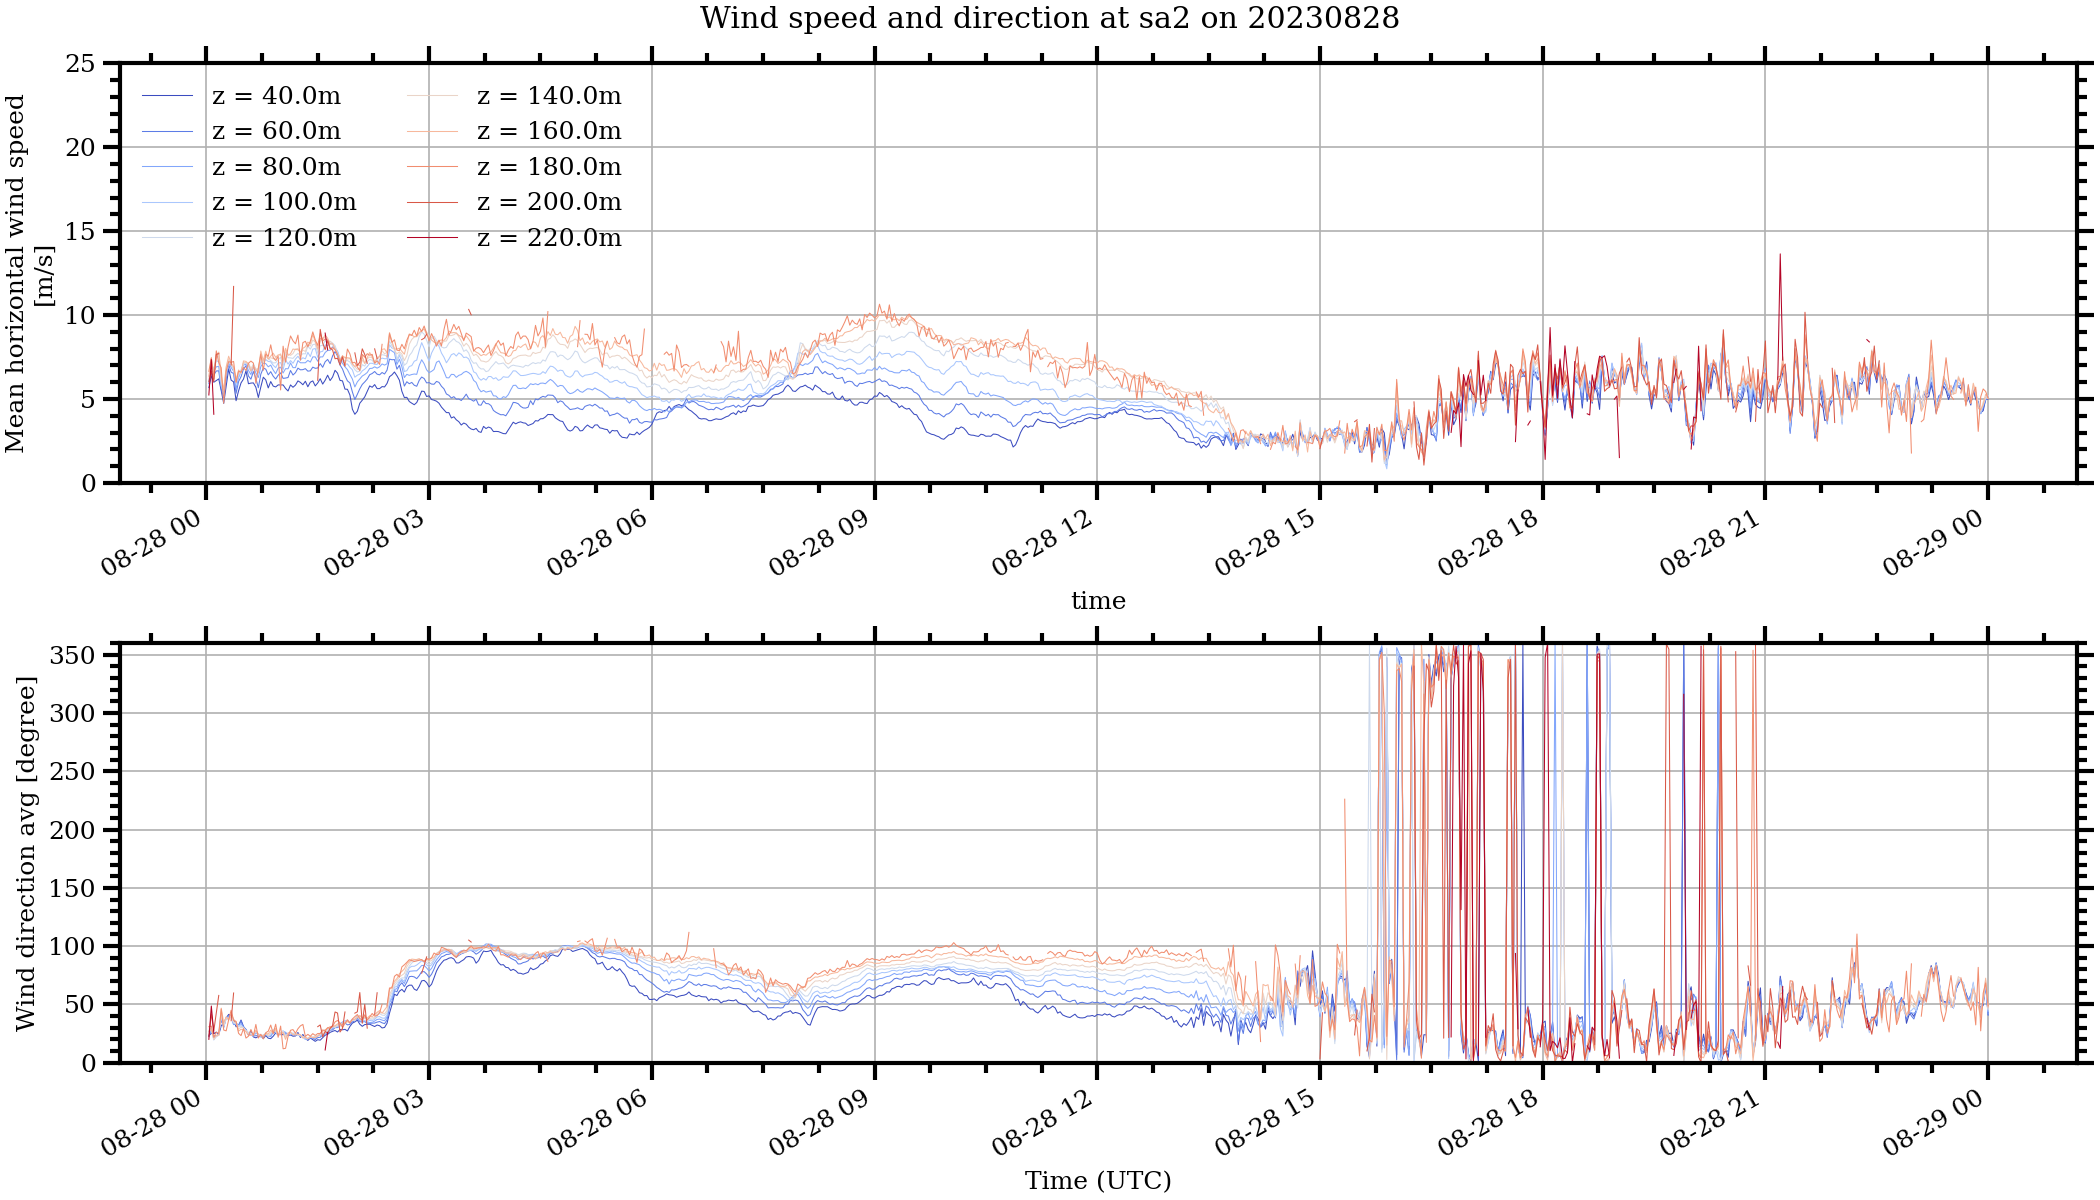 Wind speed and direction at sa2 on 20230828
Mean horizontal wind speed
[m/s]
25
20
15
10
5
0
z = 40.0m
z = 60.0m
z = 80.0m
z = 100.0m
z = 120.0m
z = 140.0m
z = 160.0m
z = 180.0m
z = 200.0m
z = 220.0m
08-28 00
08-28 03
08-28 06
08-28 09
08-28 12
08-28 15
08-28 18
08-28 21
08-29 00
time
Wind direction avg [degree]
350
300
250
200
150
100
50
0
08-28 00
08-28 03
08-28 06
08-28 09
08-28 12
08-28 15
08-28 18
08-28 21
08-29 00
Time (UTC)